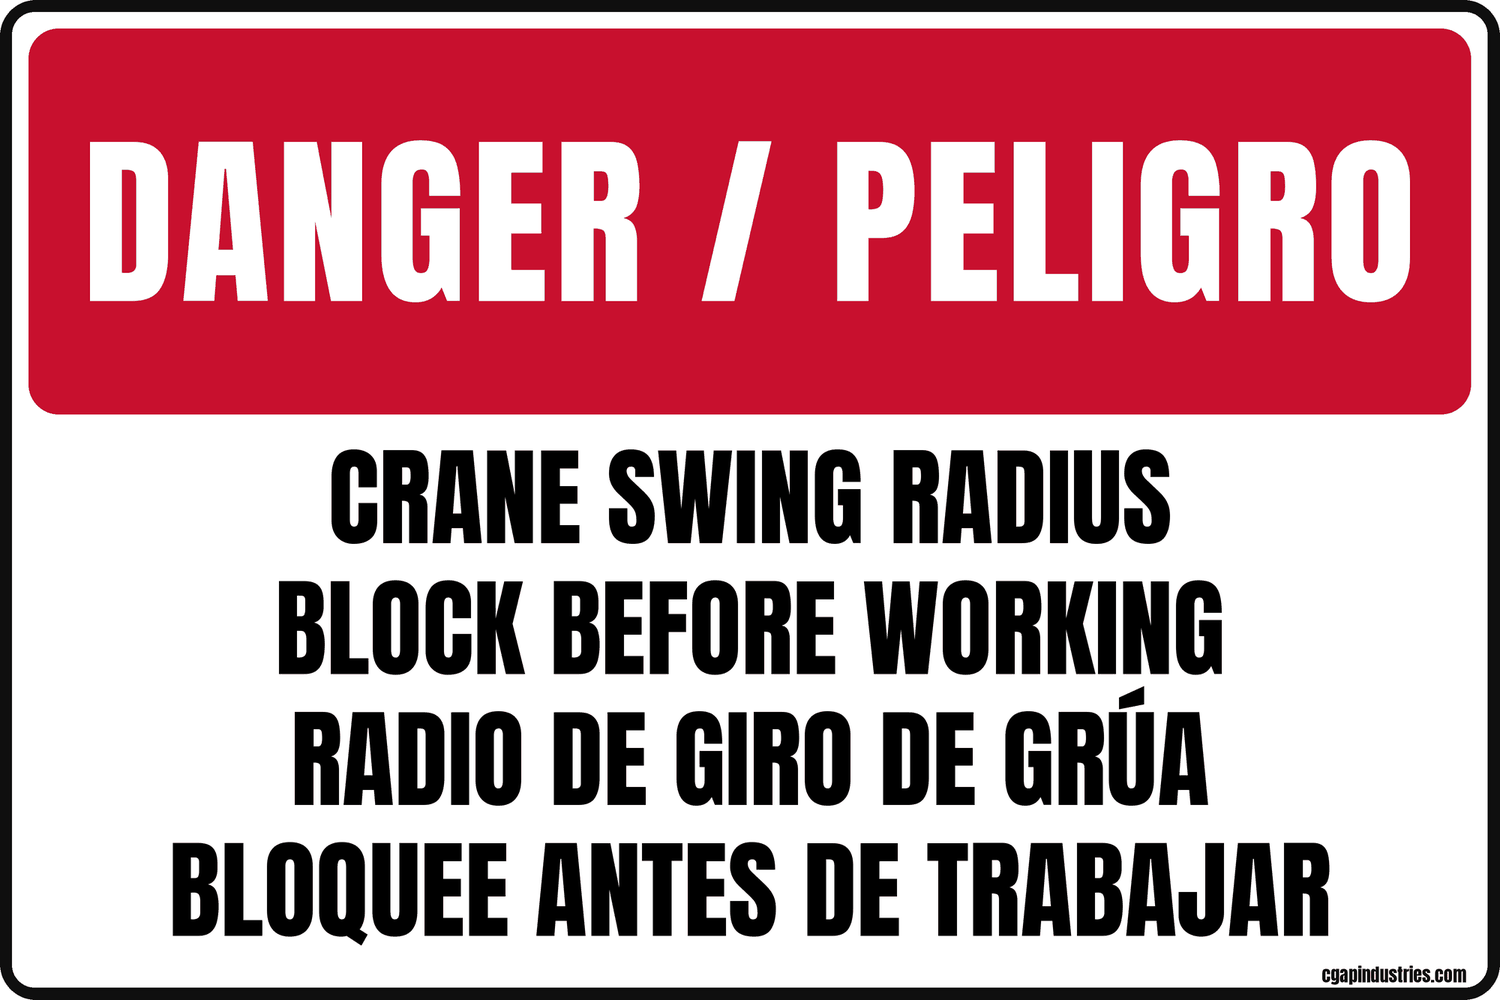 DANGER / PELIGRO
CRANE SWING RADIUS
BLOCK BEFORE WORKING
RADIO DE GIRO DE GRÚA
BLOQUEE ANTES DE TRABAJAR
cgapindustries.com